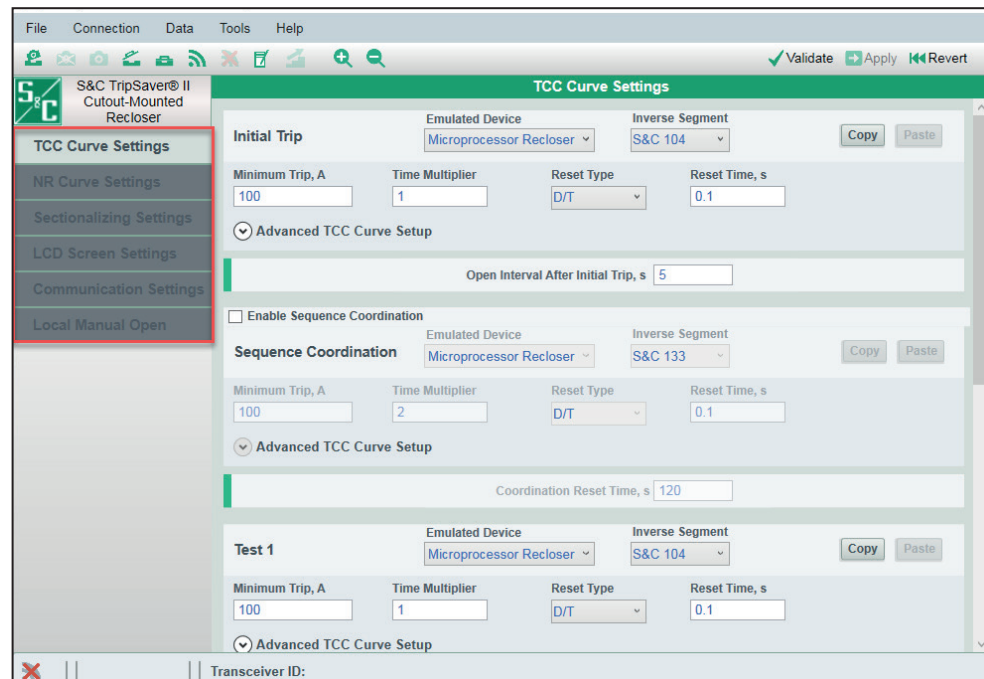 File Connection Data Tools Help
Validate Apply Revert
S&C
S&C TripSaver® II
Cutout-Mounted
Recloser
TCC Curve Settings
NR Curve Settings
Sectionalizing Settings
LCD Screen Settings
Communication Settings
Local Manual Open
TCC Curve Settings
Emulated Device Inverse Segment
Initial Trip Microprocessor Recloser S&C 104 Copy Paste
Minimum Trip, A Time Multiplier Reset Type Reset Time, s
100 1 D/T 0.1
Advanced TCC Curve Setup
Open Interval After Initial Trip, s 5
Enable Sequence Coordination
Emulated Device Inverse Segment
Sequence Coordination Microprocessor Recloser S&C 133 Copy Paste
Minimum Trip, A Time Multiplier Reset Type Reset Time, s
100 2 D/T 0.1
Advanced TCC Curve Setup
Coordination Reset Time, s 120
Emulated Device Inverse Segment
Test 1 Microprocessor Recloser S&C 104 Copy Paste
Minimum Trip, A Time Multiplier Reset Type Reset Time, s
100 1 D/T 0.1
Advanced TCC Curve Setup
Transceiver ID: